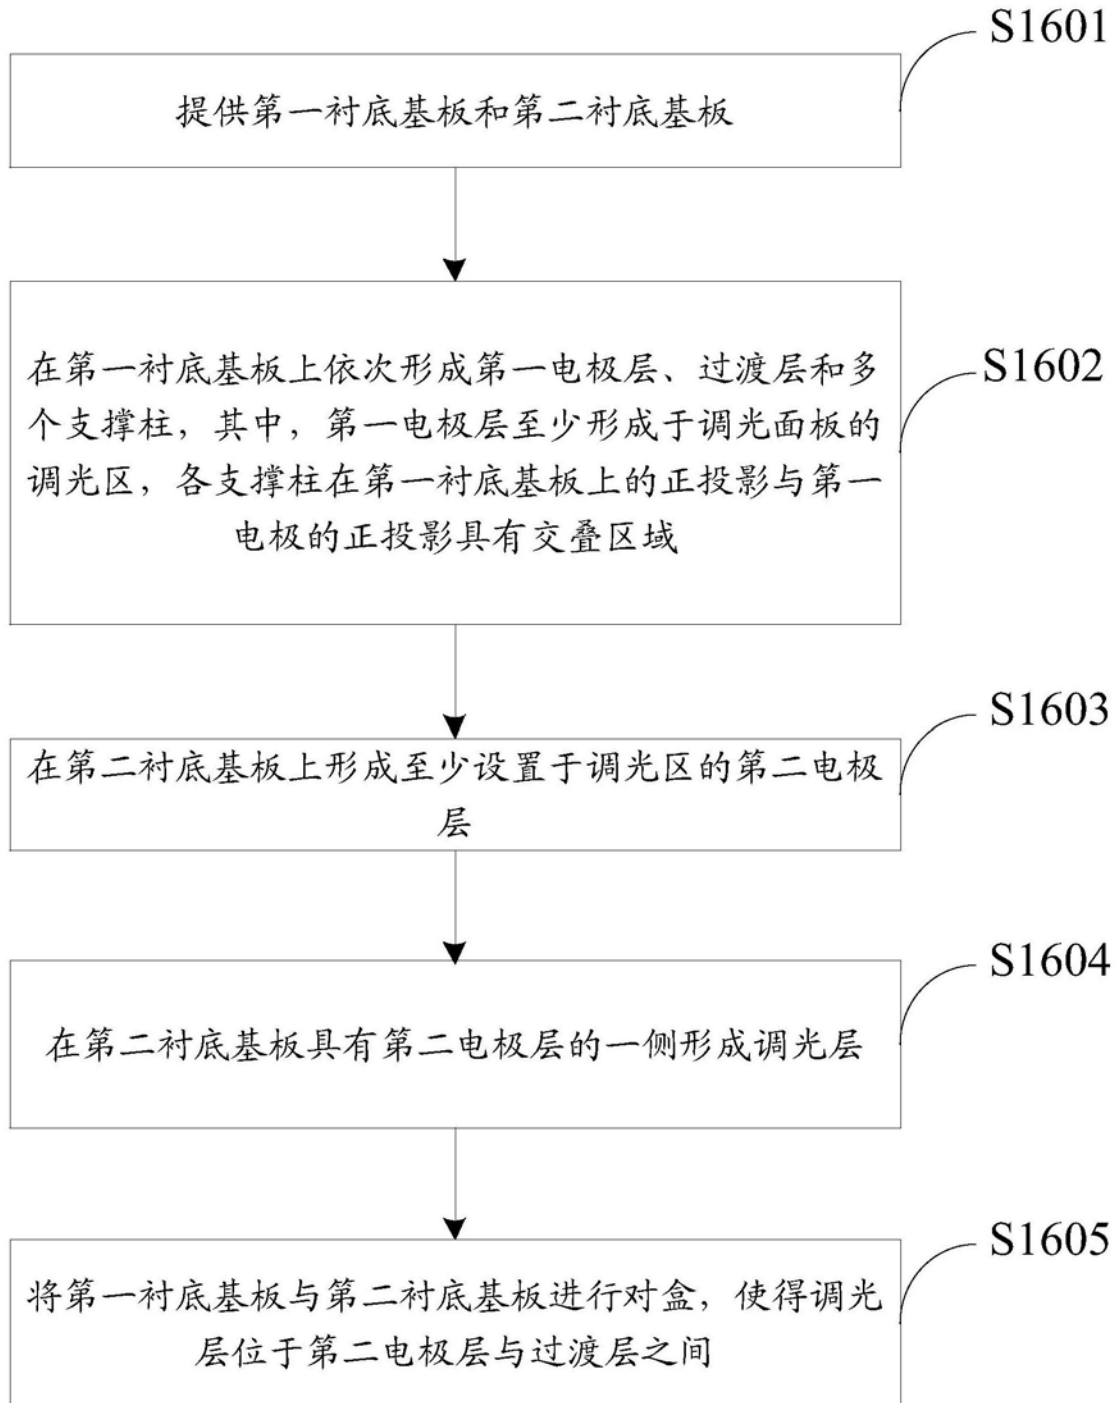 S1601
提供第一衬底基板和第二衬底基板
S1602
在第一衬底基板上依次形成第一电极层、过渡层和多
个支撑柱，其中，第一电极层至少形成于调光面板的
调光区，各支撑柱在第一衬底基板上的正投影与第一
电极的正投影具有交叠区域
S1603
在第二衬底基板上形成至少设置于调光区的第二电极
层
S1604
在第二衬底基板具有第二电极层的一侧形成调光层
S1605
将第一衬底基板与第二衬底基板进行对盒，使得调光
层位于第二电极层与过渡层之间